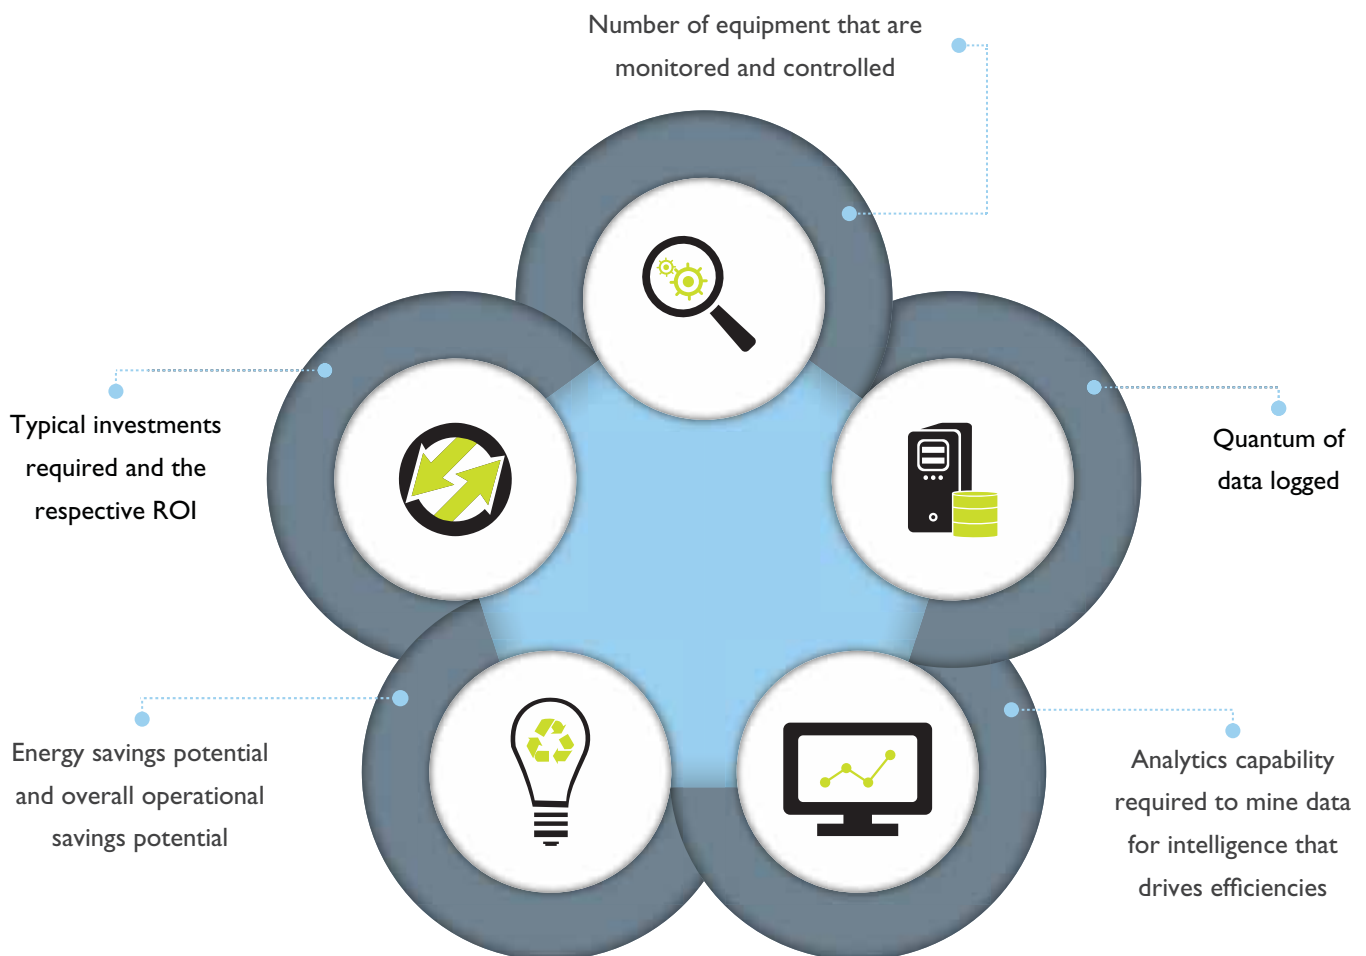 Number of equipment that are
monitored and controlled
Typical investments
required and the
respective ROI
Quantum of
data logged
Energy savings potential
and overall operational
savings potential
Analytics capability
required to mine data
for intelligence that
drives efficiencies